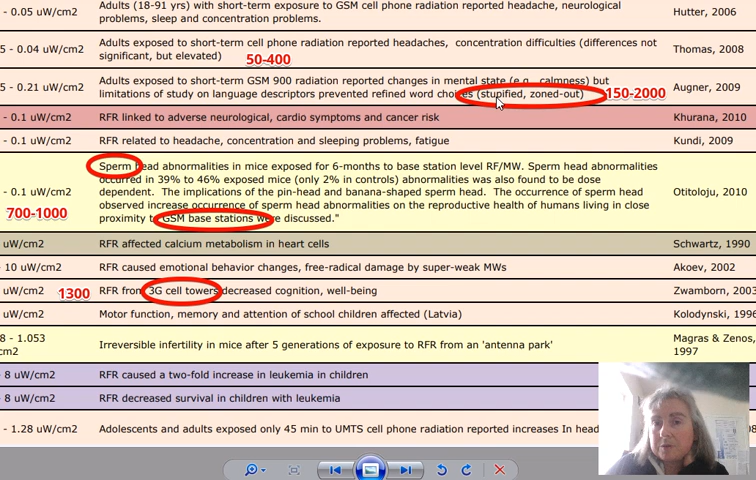 - 0.05 uW/cm2 Adults (18-91 yrs) with short-term exposure to GSM cell phone radiation reported headache, neurological Hutter, 2006
problems, sleep and concentration problems.
5 - 0.04 uW/cm2 Adults exposed to short-term cell phone radiation reported headaches, concentration difficulties (differences not Thomas, 2008
significant, but elevated) 50-400
5 - 0.21 uW/cm2 Adults exposed to short-term GSM 900 radiation reported changes in mental state (e.g., calmness) but Augner, 2009
limitations of study on language descriptors prevented refined word choices (stupified, zoned-out) 150-2000
- 0.1 uW/cm2 RFR linked to adverse neurological, cardio symptoms and cancer risk Khurana, 2010
- 0.1 uW/cm2 RFR related to headache, concentration and sleeping problems, fatigue Kundi, 2009
Sperm head abnormalities in mice exposed for 6-months to base station level RF/MW. Sperm head abnormalities
occurred in 39% to 46% exposed mice (only 2% in controls) abnormalities was also found to be dose
- 0.1 uW/cm2 dependent. The implications of the pin-head and banana-shaped sperm head. The occurrence of sperm head Otitoloju, 2010
700-1000 observed increase occurrence of sperm head abnormalities on the reproductive health of humans living in close
proximity to GSM base stations were discussed."
uW/cm2 RFR affected calcium metabolism in heart cells Schwartz, 1990
- 10 uW/cm2 RFR caused emotional behavior changes, free-radical damage by super-weak MWs Akoev, 2002
uW/cm2 1300 RFR from 3G cell towers decreased cognition, well-being Zwamborn, 2003
uW/cm2 Motor function, memory and attention of school children affected (Latvia) Kolodynski, 1996
8 - 1.053 Irreversible infertility in mice after 5 generations of exposure to RFR from an 'antenna park' Magras & Zenos,
cm2 1997
- 8 uW/cm2 RFR caused a two-fold increase in leukemia in children
- 8 uW/cm2 RFR decreased survival in children with leukemia
- 1.28 uW/cm2 Adolescents and adults exposed only 45 min to UMTS cell phone radiation reported increases In